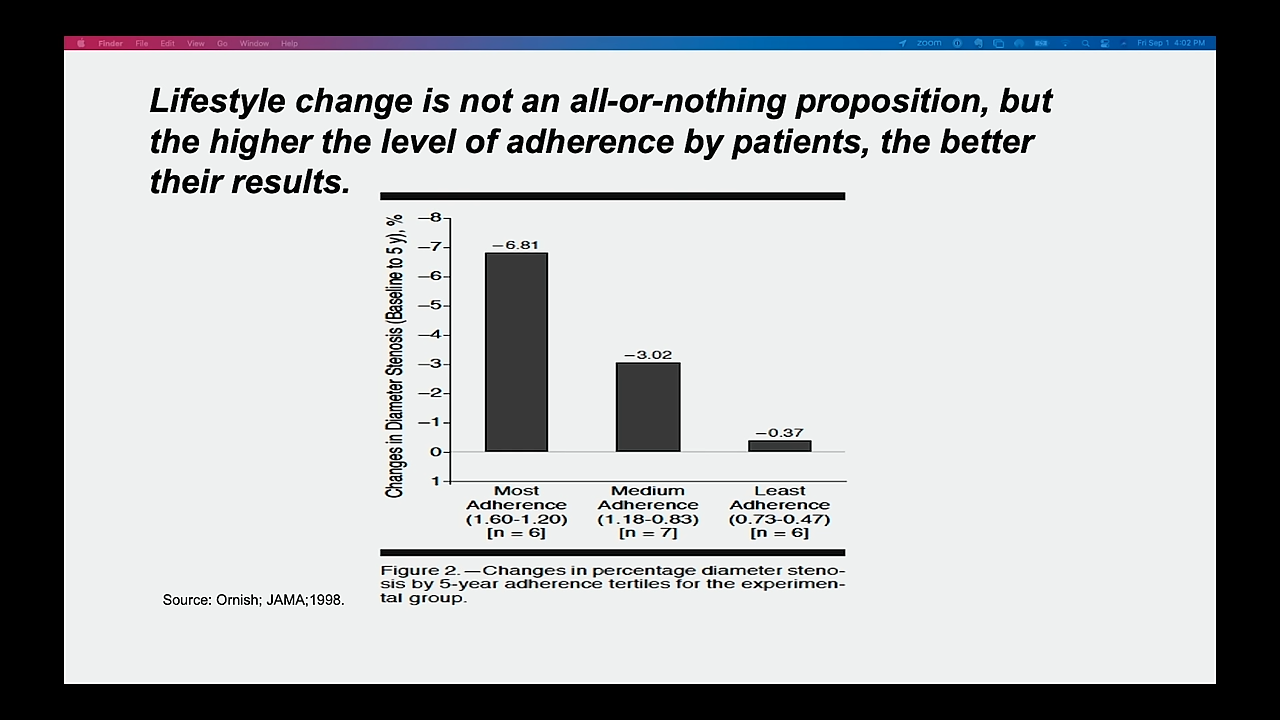 Finder File Edit View Go Window Help
zoom
Fri Sep 1 4:02 PM
Lifestyle change is not an all-or-nothing proposition, but
the higher the level of adherence by patients, the better
their results.
Changes in Diameter Stenosis (Baseline to 5 y), %
−8
−7
−6
−5
−4
−3
−2
−1
0
1
−6.81
−3.02
−0.37
Most
Adherence
(1.60-1.20)
[n = 6]
Medium
Adherence
(1.18-0.83)
[n = 7]
Least
Adherence
(0.73-0.47)
[n = 6]
Figure 2.—Changes in percentage diameter steno-
sis by 5-year adherence tertiles for the experimen-
tal group.
Source: Ornish; JAMA;1998.